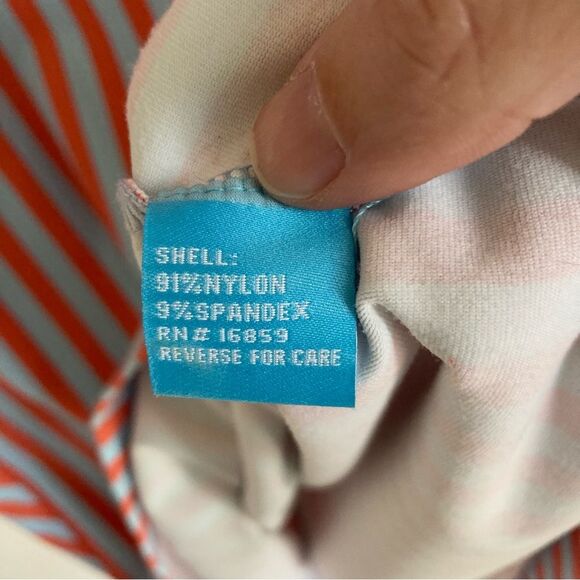 SHELL:
91%NYLON
9%SPANDEX
RN# 16859
REVERSE FOR CARE